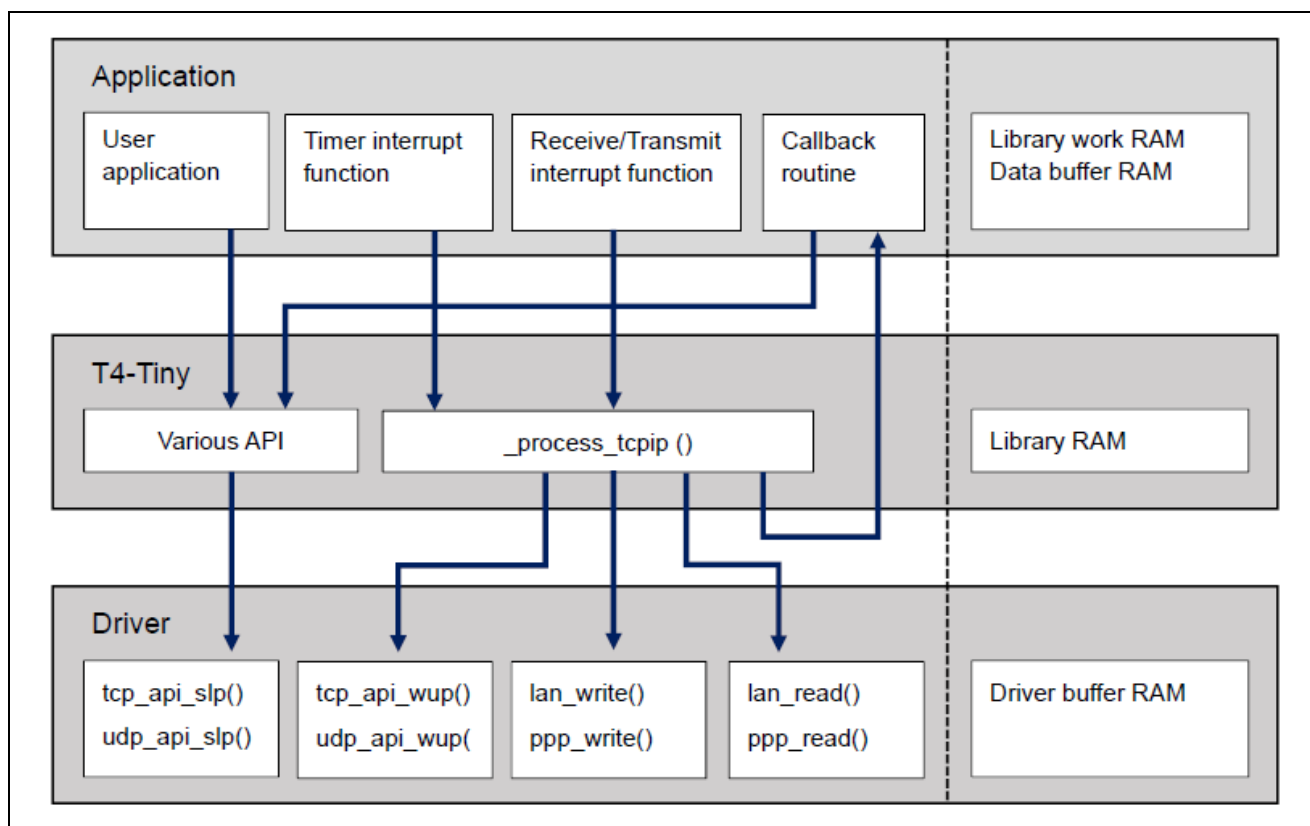 Application
User
application
Timer interrupt
function
Receive/Transmit
interrupt function
Callback
routine
Library work RAM
Data buffer RAM
T4-Tiny
Various API
_process_tcpip ()
Library RAM
Driver
tcp_api_slp()
udp_api_slp()
tcp_api_wup()
udp_api_wup(
lan_write()
ppp_write()
lan_read()
ppp_read()
Driver buffer RAM